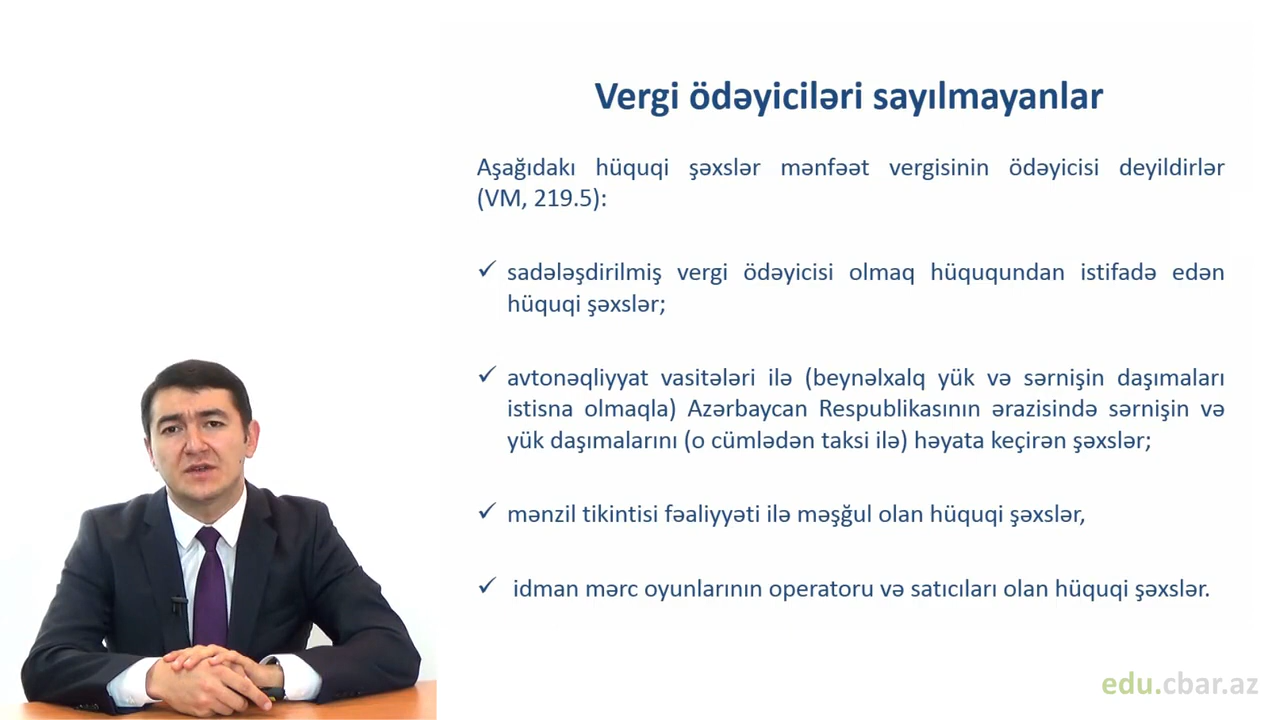 Vergi ödəyiciləri sayılmayanlar
Aşağıdakı hüquqi şəxslər mənfəət vergisinin ödəyicisi deyildirlər
(VM, 219.5):
✓ sadələşdirilmiş vergi ödəyicisi olmaq hüququndan istifadə edən
hüquqi şəxslər;
✓ avtonəqliyyat vasitələri ilə (beynəlxalq yük və sərnişin daşımaları
istisna olmaqla) Azərbaycan Respublikasının ərazisində sərnişin və
yük daşımalarını (o cümlədən taksi ilə) həyata keçirən şəxslər;
✓ mənzil tikintisi fəaliyyəti ilə məşğul olan hüquqi şəxslər,
✓ idman mərc oyunlarının operatoru və satıcıları olan hüquqi şəxslər.
edu.cbar.az